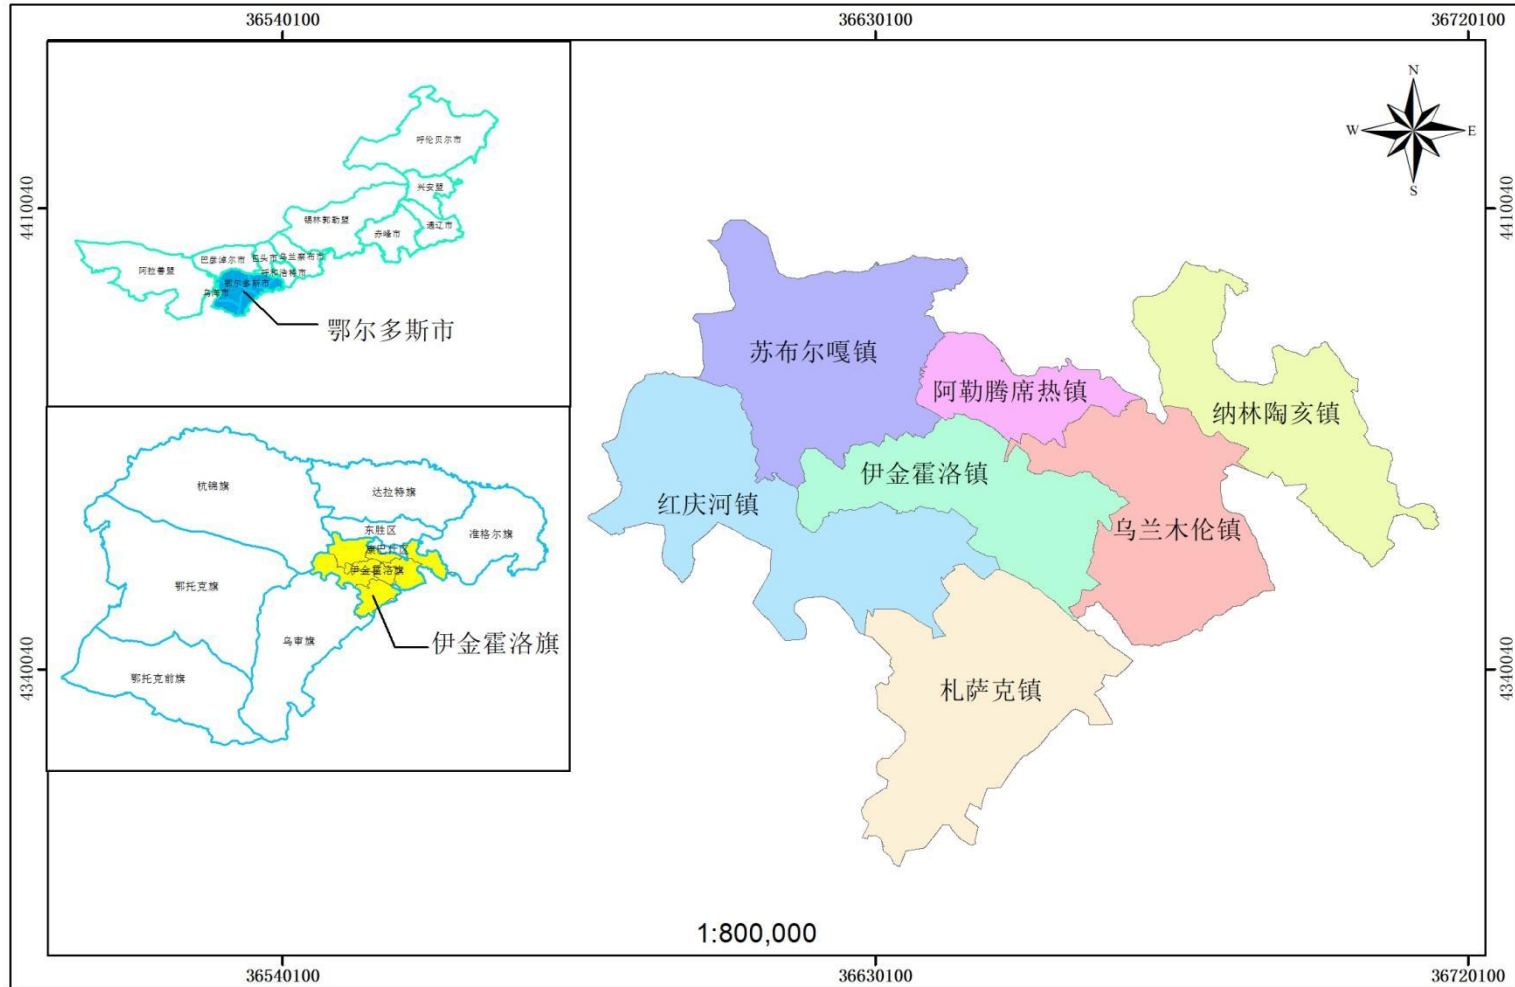 36540100
36630100
36720100
4410040
4410040
N
W
E
S
呼伦贝尔市
兴安盟
锡林郭勒盟
通辽市
赤峰市
巴彦淖尔市
包头市
乌兰察布市
阿拉善盟
呼和浩特市
鄂尔多斯市
乌海市
鄂尔多斯市
苏布尔嘎镇
阿勒腾席热镇
纳林陶亥镇
伊金霍洛镇
红庆河镇
乌兰木伦镇
札萨克镇
杭锦旗
达拉特旗
东胜区
准格尔旗
康巴什区
伊金霍洛旗
鄂托克旗
乌审旗
伊金霍洛旗
鄂托克前旗
4340040
4340040
1:800,000
36540100
36630100
36720100